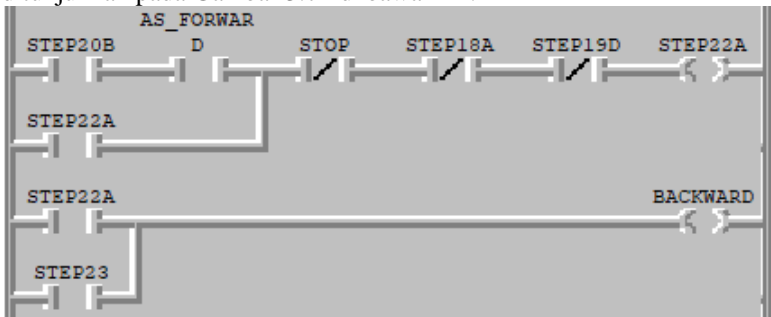 AS_FORWAR
STEP20B D STOP STEP18A STEP19D STEP22A
STEP22A
STEP22A BACKWARD
STEP23